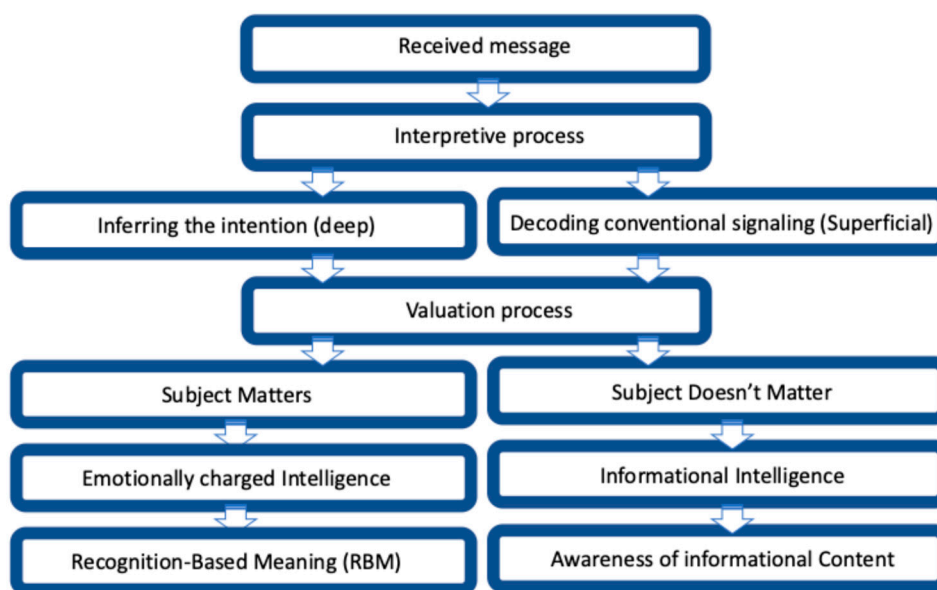 Received message
Interpretive process
Inferring the intention (deep)
Decoding conventional signaling (Superficial)
Valuation process
Subject Matters
Subject Doesn't Matter
Emotionally charged Intelligence
Informational Intelligence
Recognition-Based Meaning (RBM)
Awareness of informational Content